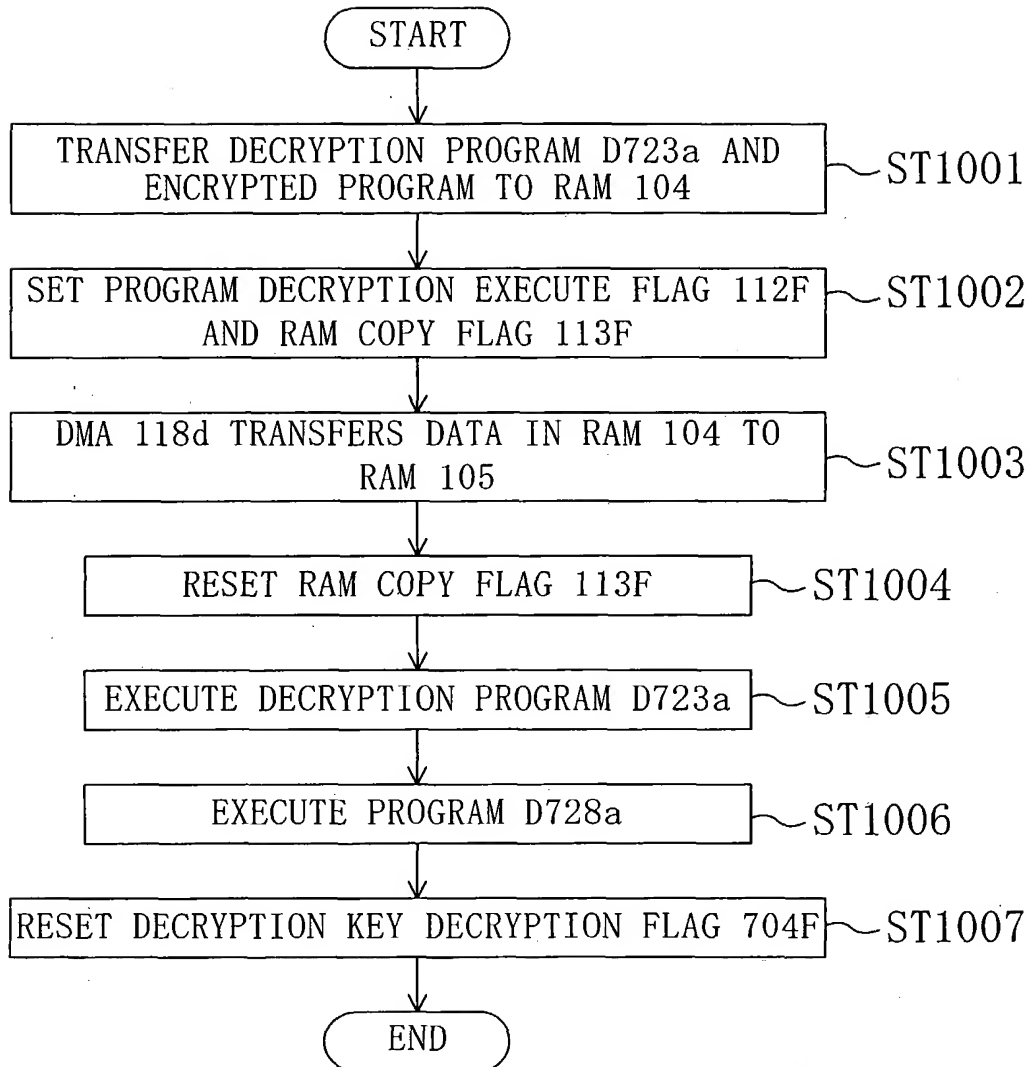 START
TRANSFER DECRYPTION PROGRAM D723a AND
ENCRYPTED PROGRAM TO RAM 104
ST1001
SET PROGRAM DECRYPTION EXECUTE FLAG 112F
AND RAM COPY FLAG 113F
ST1002
DMA 118d TRANSFERS DATA IN RAM 104 TO
RAM 105
ST1003
RESET RAM COPY FLAG 113F
ST1004
EXECUTE DECRYPTION PROGRAM D723a
ST1005
EXECUTE PROGRAM D728a
ST1006
RESET DECRYPTION KEY DECRYPTION FLAG 704F
ST1007
END